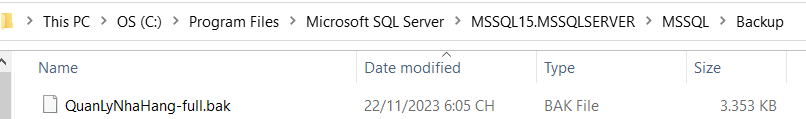 This PC > OS (C:) > Program Files > Microsoft SQL Server > MSSQL15.MSSQLSERVER > MSSQL > Backup
Name Date modified Type Size
QuanLyNhaHang-full.bak 22/11/2023 6:05 CH BAK File 3.353 KB